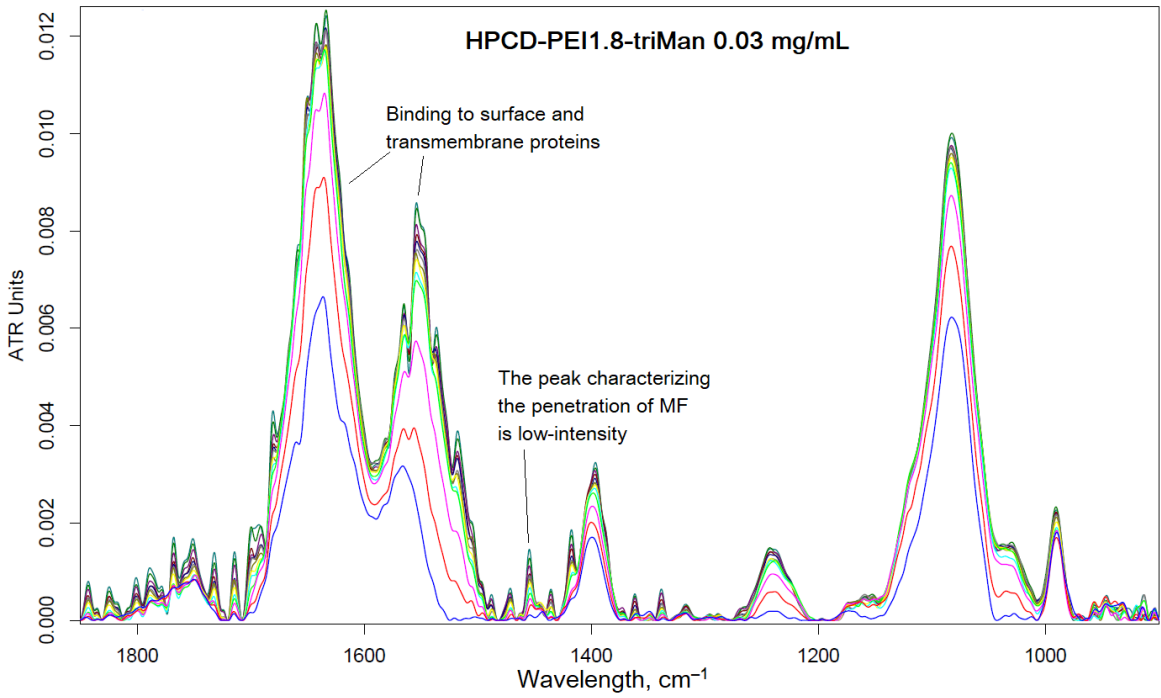 HPCD-PEI1.8-triMan 0.03 mg/mL
Binding to surface and
transmembrane proteins
The peak characterizing
the penetration of MF
is low-intensity
ATR Units
0.012
0.010
0.008
0.006
0.004
0.002
0.000
1800
1600
1400
1200
1000
Wavelength, cm⁻¹